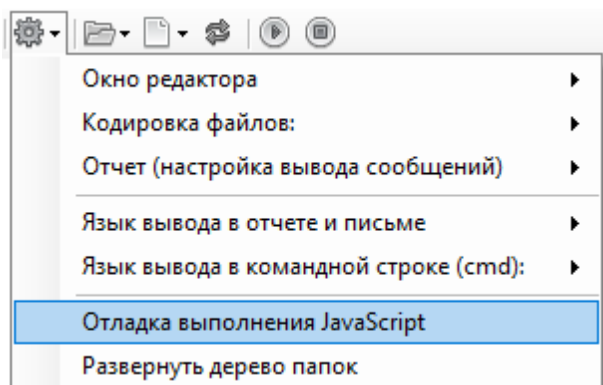 Окно редактора
Кодировка файлов:
Отчет (настройка вывода сообщений)
Язык вывода в отчете и письме
Язык вывода в командной строке (cmd):
Отладка выполнения JavaScript
Развернуть дерево папок